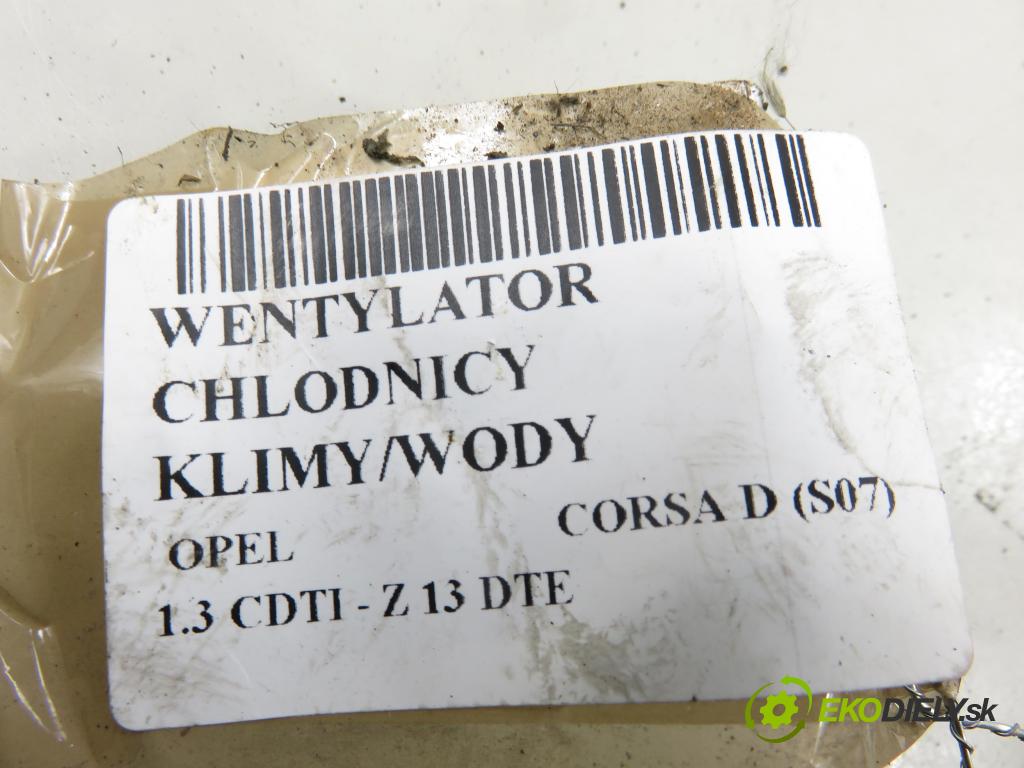 WENTYLATOR
CHLODNICY
KLIMY/WODY
OPEL CORSA D (S07)
1.3 CDTI - Z 13 DTE
EKODIELY.sk